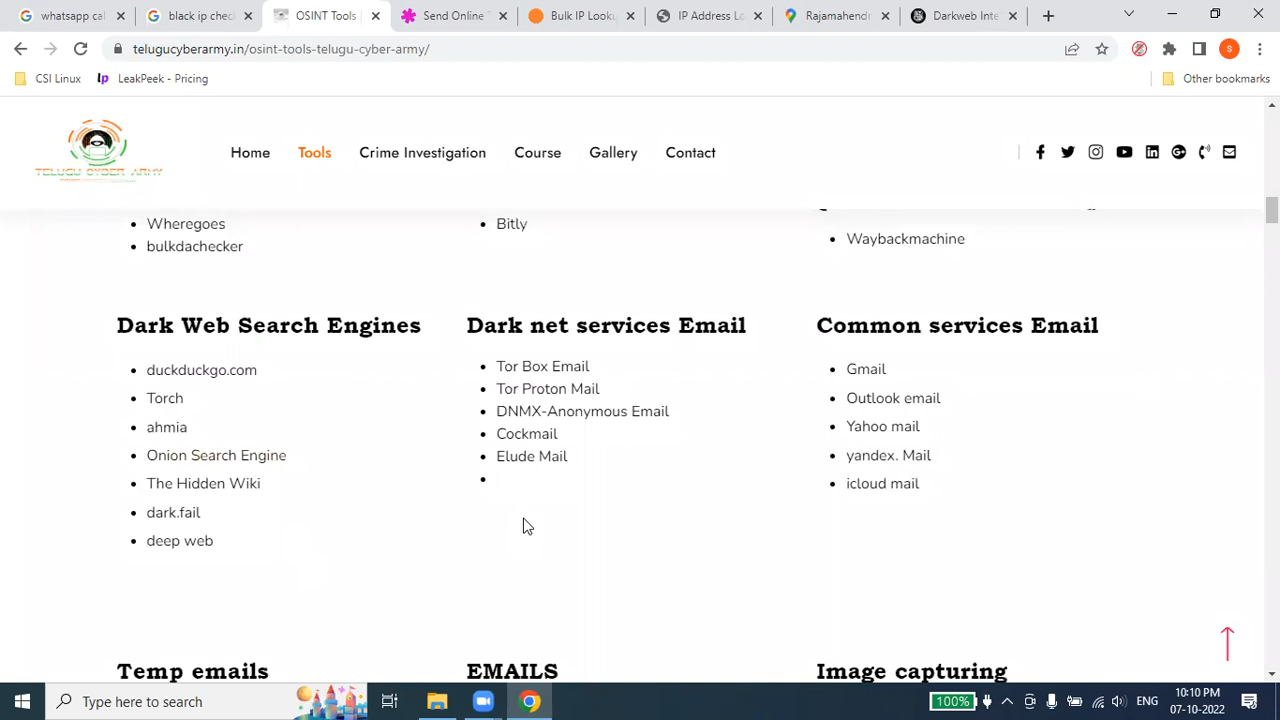 whatsappal
black ip chec
OSINT Tools
Send Online
Bulk IP Looku
IP Address Lo
Rajamahendr
Darkweb Inte
telugucyberarmy.in/osint-tools-telugu-cyber-army/
S
CSI Linux
LeakPeek - Pricing
Other bookmarks
TELUGU CYBER ARMY
Home
Tools
Crime Investigation
Course
Gallery
Contact
Wheregoes
bulkdachecker
Bitly
Waybackmachine
Dark Web Search Engines
duckduckgo.com
Torch
ahmia
Onion Search Engine
The Hidden Wiki
dark.fail
deep web
Dark net services Email
Tor Box Email
Tor Proton Mail
DNMX-Anonymous Email
Cockmail
Elude Mail
Common services Email
Gmail
Outlook email
Yahoo mail
yandex. Mail
icloud mail
Temp emails
EMAILS
Image capturing
Type here to search
100%
ENG
10:10 PM
07-10-2022